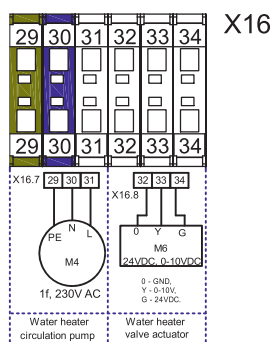 X16
29 30 31 32 33 34
29 30 31 32 33 34
X16.7 29 30 31
32 33 34
X16.8
PE N L
M4
1f, 230V AC
0 Y G
M6
24VDC, 0-10VDC
0 - GND,
Y - 0-10V,
G - 24VDC.
Water heater
circulation pump
Water heater
valve actuator